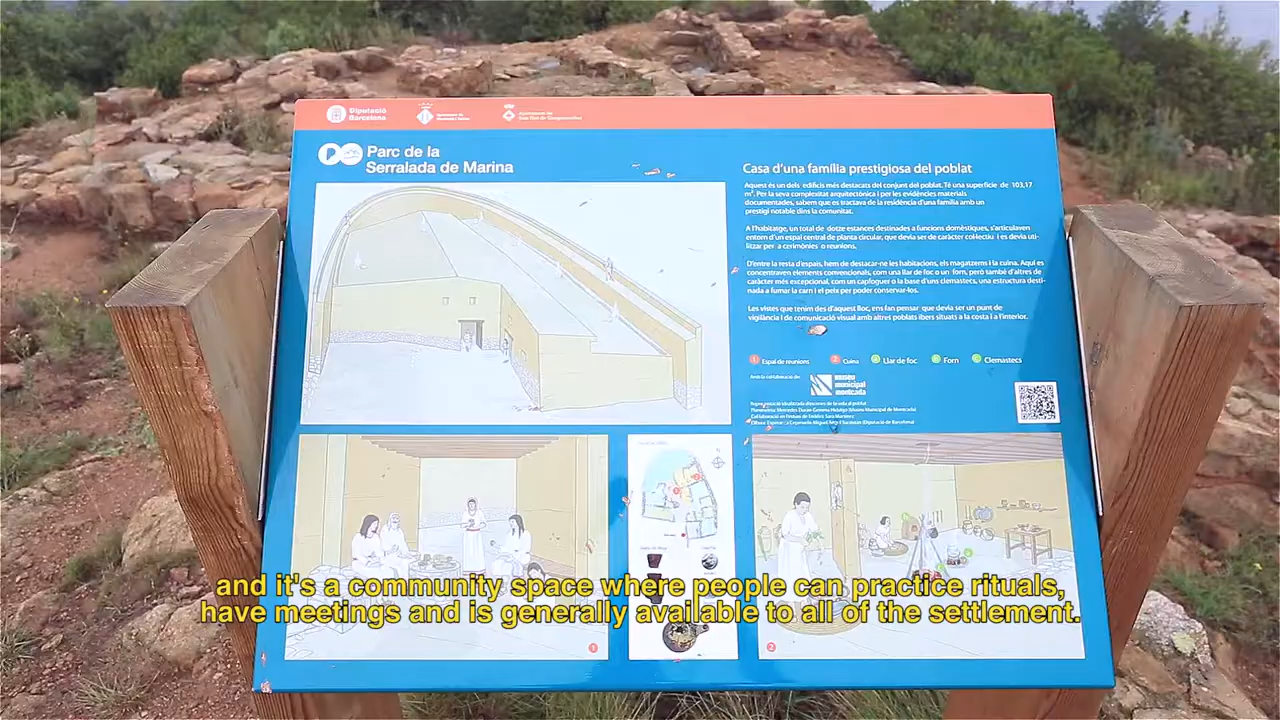 Diputació
Barcelona
Parc de la
Serralada de Marina
Casa d'una família prestigiosa del poblat
Aquest és un dels edificis més destacats del conjunt del poblat. Té una superfície de 103,17
m². Per la seva complexitat arquitectònica i per les evidències materials
documentades, sabem que es tractava de la residència d'una família amb un
prestigi notable dins la comunitat.
A l'habitatge, un total de dotze estances destinades a funcions domèstiques, s'articulaven
entorn d'un espai central de planta circular, que devia ser de caràcter col·lectiu i es devia uti-
litzar per a cerimònies o reunions.
D'entre la resta d'espais, hem de destacar-ne les habitacions, els magatzems i la cuina. Aquí es
concentraven elements convencionals, com una llar de foc o un forn, però també d'altres de
caràcter més excepcional, com un capfoguer o la base d'uns clemastecs, una estructura desti-
nada a fumar la carn i el peix per poder conservar-los.
Les vistes que tenim des d'aquest lloc, ens fan pensar que devia ser un punt de
vigilància i de comunicació visual amb altres poblats ibers situats a la costa i a l'interior.
1 Espai de reunions 2 Cuina Llar de foc Forn Clemastecs
Amb la col·laboració de:
museu
municipal
montcada
and it's a community space where people can practice rituals,
have meetings and is generally available to all of the settlement.
1
2